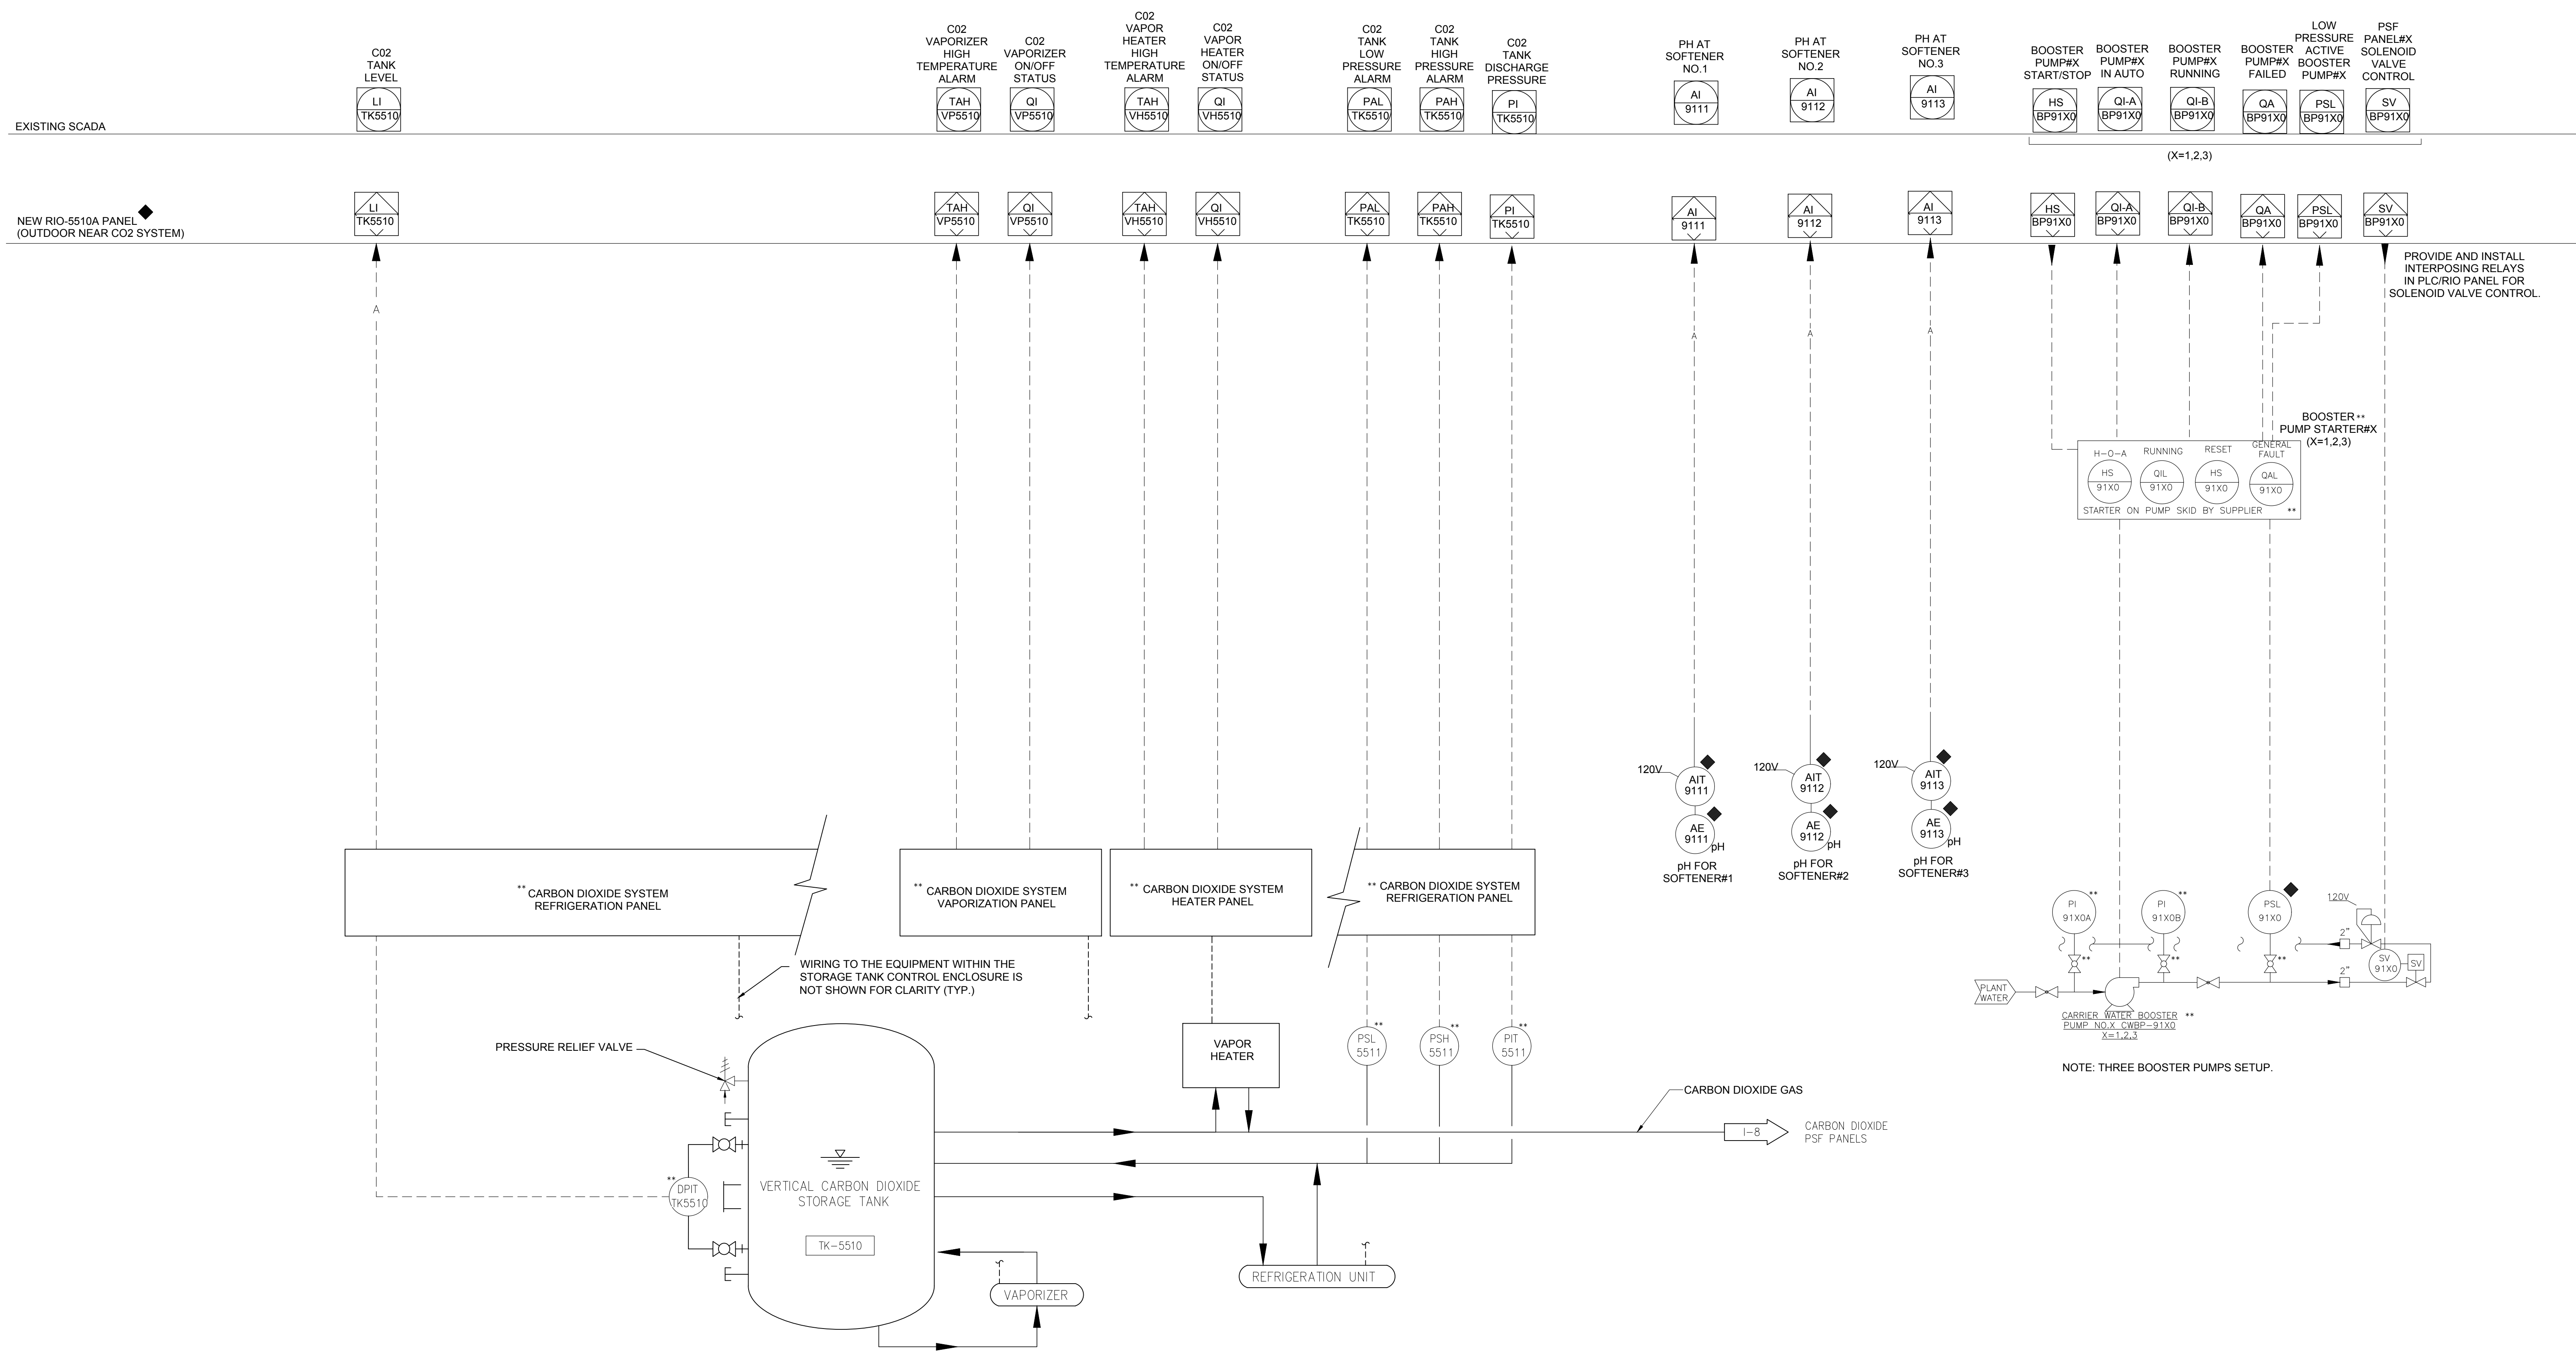 C02
TANK
LEVEL
LI
TK5510
C02
VAPORIZER
HIGH
TEMPERATURE
ALARM
TAH
VP5510
C02
VAPORIZER
ON/OFF
STATUS
QI
VP5510
C02
VAPOR
HEATER
HIGH
TEMPERATURE
ALARM
TAH
VH5510
C02
VAPOR
HEATER
ON/OFF
STATUS
QI
VH5510
C02
TANK
LOW
PRESSURE
ALARM
PAL
TK5510
C02
TANK
HIGH
PRESSURE
ALARM
PAH
TK5510
C02
TANK
DISCHARGE
PRESSURE
PI
TK5510
PH AT
SOFTENER
NO.1
AI
9111
PH AT
SOFTENER
NO.2
AI
9112
PH AT
SOFTENER
NO.3
AI
9113
BOOSTER
PUMP#X
START/STOP
HS
BP91X0
BOOSTER
PUMP#X
IN AUTO
QI-A
BP91X0
BOOSTER
PUMP#X
RUNNING
QI-B
BP91X0
BOOSTER
PUMP#X
FAILED
QA
BP91X0
LOW
PRESSURE
ACTIVE
BOOSTER
PUMP#X
PSL
BP91X0
PSF
PANEL#X
SOLENOID
VALVE
CONTROL
SV
BP91X0
EXISTING SCADA
(X=1,2,3)
NEW RIO-5510A PANEL
(OUTDOOR NEAR CO2 SYSTEM)
LI
TK5510
TAH
VP5510
QI
VP5510
TAH
VH5510
QI
VH5510
PAL
TK5510
PAH
TK5510
PI
TK5510
AI
9111
AI
9112
AI
9113
HS
BP91X0
QI-A
BP91X0
QI-B
BP91X0
QA
BP91X0
PSL
BP91X0
SV
BP91X0
PROVIDE AND INSTALL
INTERPOSING RELAYS
IN PLC/RIO PANEL FOR
SOLENOID VALVE CONTROL.
A
A
A
A
BOOSTER **
PUMP STARTER#X
(X=1,2,3)
H-O-A
HS
91X0
RUNNING
QIL
91X0
RESET
HS
91X0
GENERAL
FAULT
QAL
91X0
STARTER ON PUMP SKID BY SUPPLIER **
120V
AIT
9111
AE
9111
pH
pH FOR
SOFTENER#1
120V
AIT
9112
AE
9112
pH
pH FOR
SOFTENER#2
120V
AIT
9113
AE
9113
pH
pH FOR
SOFTENER#3
** CARBON DIOXIDE SYSTEM
REFRIGERATION PANEL
** CARBON DIOXIDE SYSTEM
VAPORIZATION PANEL
** CARBON DIOXIDE SYSTEM
HEATER PANEL
** CARBON DIOXIDE SYSTEM
REFRIGERATION PANEL
WIRING TO THE EQUIPMENT WITHIN THE
STORAGE TANK CONTROL ENCLOSURE IS
NOT SHOWN FOR CLARITY (TYP.)
PI
91X0A
**
**
PI
91X0B
**
**
PSL
91X0
**
120V
2"
2"
SV
91X0
SV
PLANT
WATER
CARRIER WATER BOOSTER **
PUMP NO.X CWBP-91X0
X=1,2,3
NOTE: THREE BOOSTER PUMPS SETUP.
PRESSURE RELIEF VALVE
VAPOR
HEATER
PSL
5511
**
PSH
5511
**
PIT
5511
**
CARBON DIOXIDE GAS
I-8
CARBON DIOXIDE
PSF PANELS
**
DPIT
TK5510
VERTICAL CARBON DIOXIDE
STORAGE TANK
TK-5510
VAPORIZER
REFRIGERATION UNIT